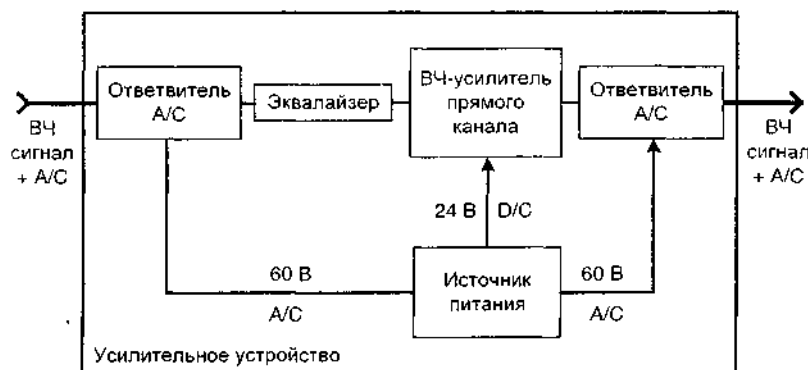 Ответвитель
A/C
Эквалайзер
ВЧ-усилитель
прямого
канала
Ответвитель
A/C
ВЧ
сигнал
+ A/C
ВЧ
сигнал
+ A/C
24 В D/C
60 В
A/C
Источник
питания
60 В
A/C
Усилительное устройство